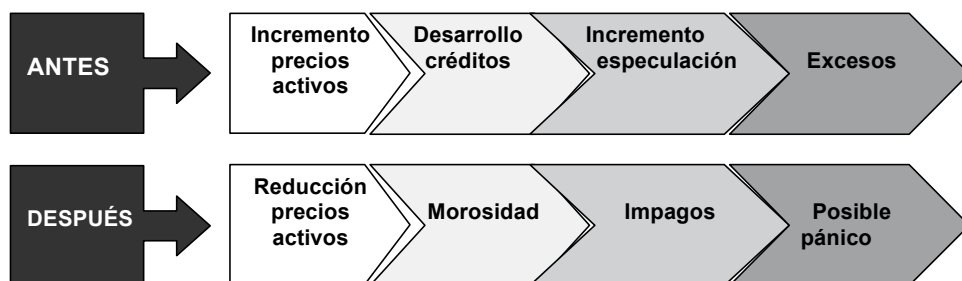 ANTES
Incremento
precios
activos
Desarrollo
créditos
Incremento
especulación
Excesos
DESPUÉS
Reducción
precios
activos
Morosidad
Impagos
Posible
pánico